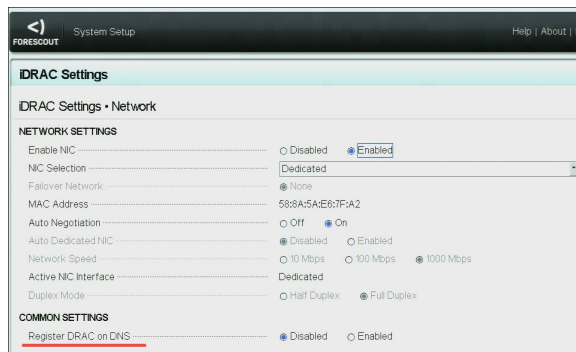 FORESCOUT
System Setup
Help | About |
iDRAC Settings
iDRAC Settings • Network
NETWORK SETTINGS
Enable NIC Disabled Enabled
NIC Selection Dedicated
Failover Network None
MAC Address 58:8A:5A:E6:7F:A2
Auto Negotiation Off On
Auto Dedicated NIC Disabled Enabled
Network Speed 10 Mbps 100 Mbps 1000 Mbps
Active NIC Interface Dedicated
Duplex Mode Half Duplex Full Duplex
COMMON SETTINGS
Register DRAC on DNS Disabled Enabled